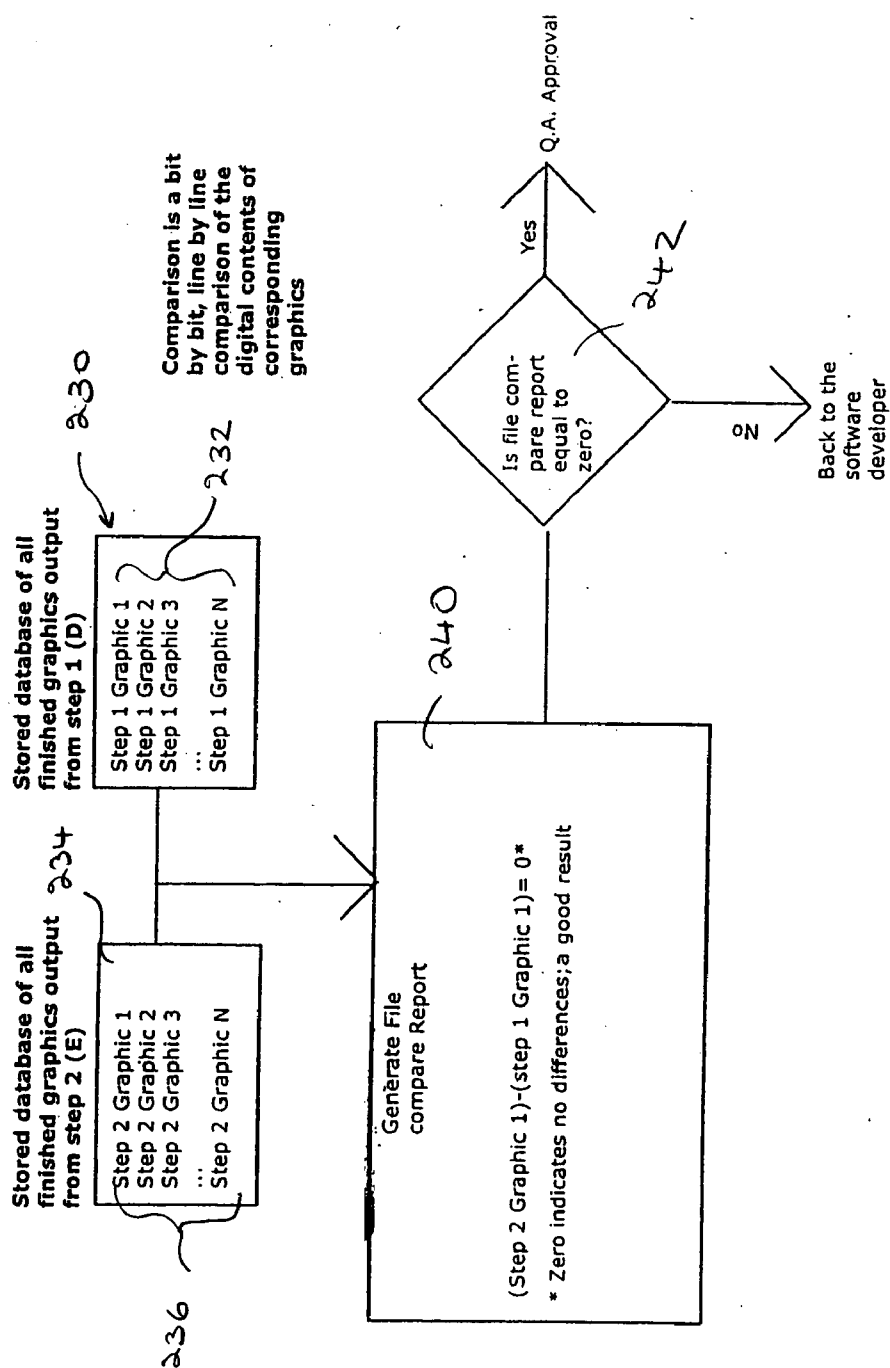 Stored database of all
finished graphics output
from step 2 (E)
234
Step 2 Graphic 1
Step 2 Graphic 2
Step 2 Graphic 3
...
Step 2 Graphic N
236
Stored database of all
finished graphics output
from step 1 (D)
230
Step 1 Graphic 1
Step 1 Graphic 2
Step 1 Graphic 3
...
Step 1 Graphic N
232
Comparison is a bit
by bit, line by line
comparison of the
digital contents of
corresponding
graphics
Generate File
compare Report
240
(Step 2 Graphic 1)-(step 1 Graphic 1)= 0*
* Zero indicates no differences;a good result
Is file com-
pare report
equal to
zero?
242
Yes
Q.A. Approval
No
Back to the
software
developer